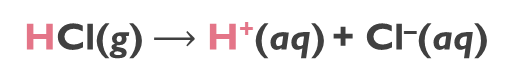 HCl(g) ⟶ H⁺(aq) + Cl⁻(aq)